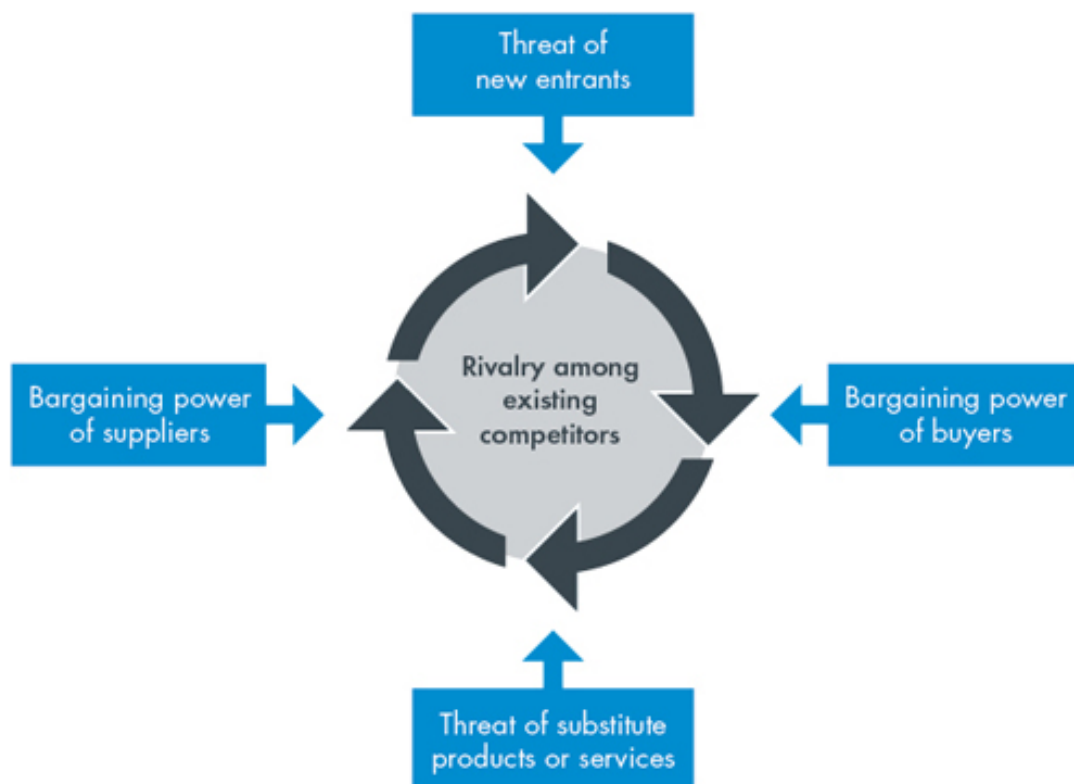 Threat of
new entrants
Bargaining power
of suppliers
Rivalry among
existing
competitors
Bargaining power
of buyers
Threat of substitute
products or services